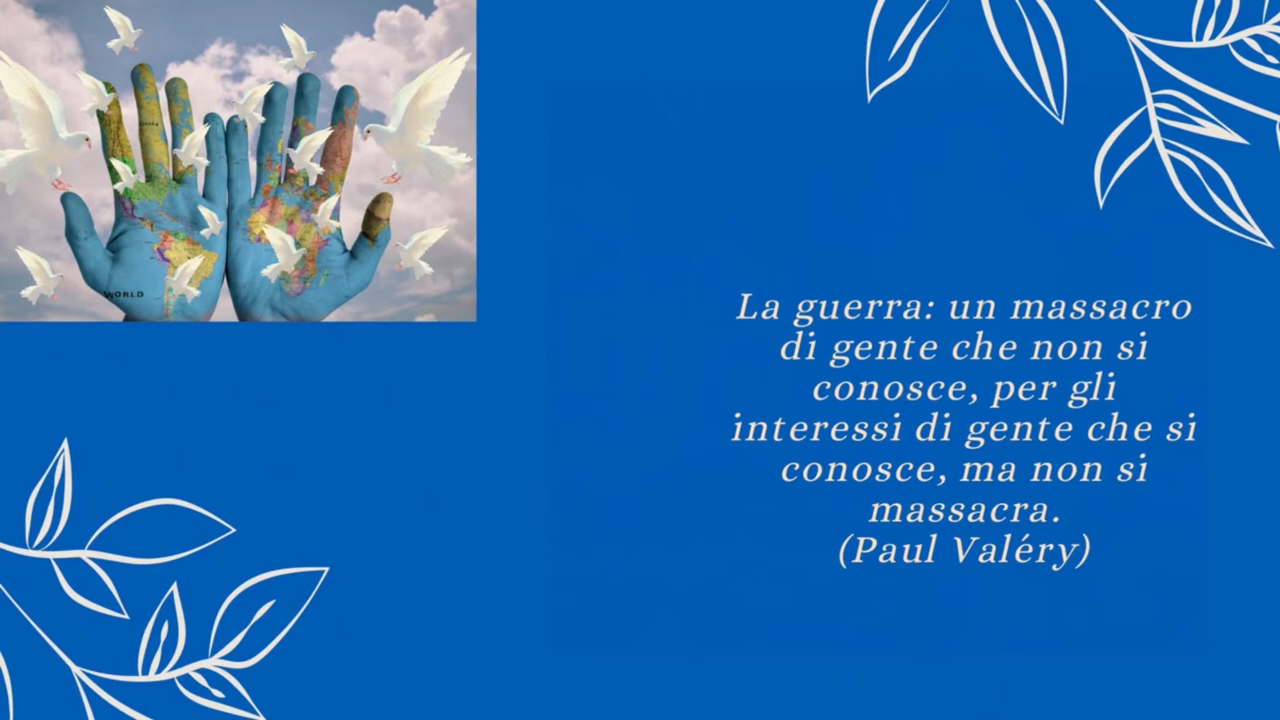 WORLD
La guerra: un massacro
di gente che non si
conosce, per gli
interessi di gente che si
conosce, ma non si
massacra.
(Paul Valéry)